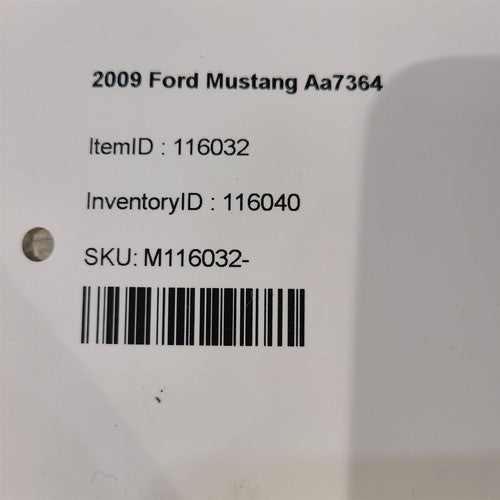 2009 Ford Mustang Aa7364
ItemID : 116032
InventoryID : 116040
SKU: M116032-